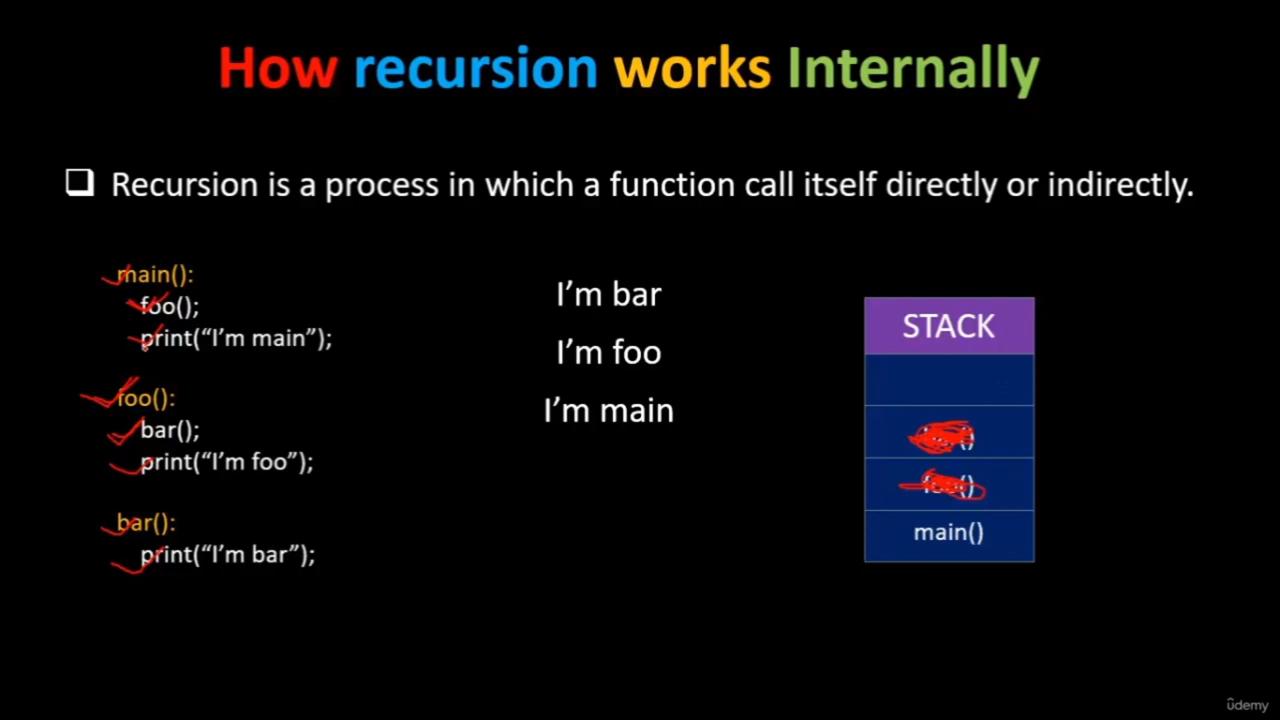 How recursion works Internally
Recursion is a process in which a function call itself directly or indirectly.
main():
foo();
print("I'm main");
foo():
bar();
print("I'm foo");
bar():
print("I'm bar");
I'm bar
I'm foo
I'm main
STACK
foo()
main()
ûdemy